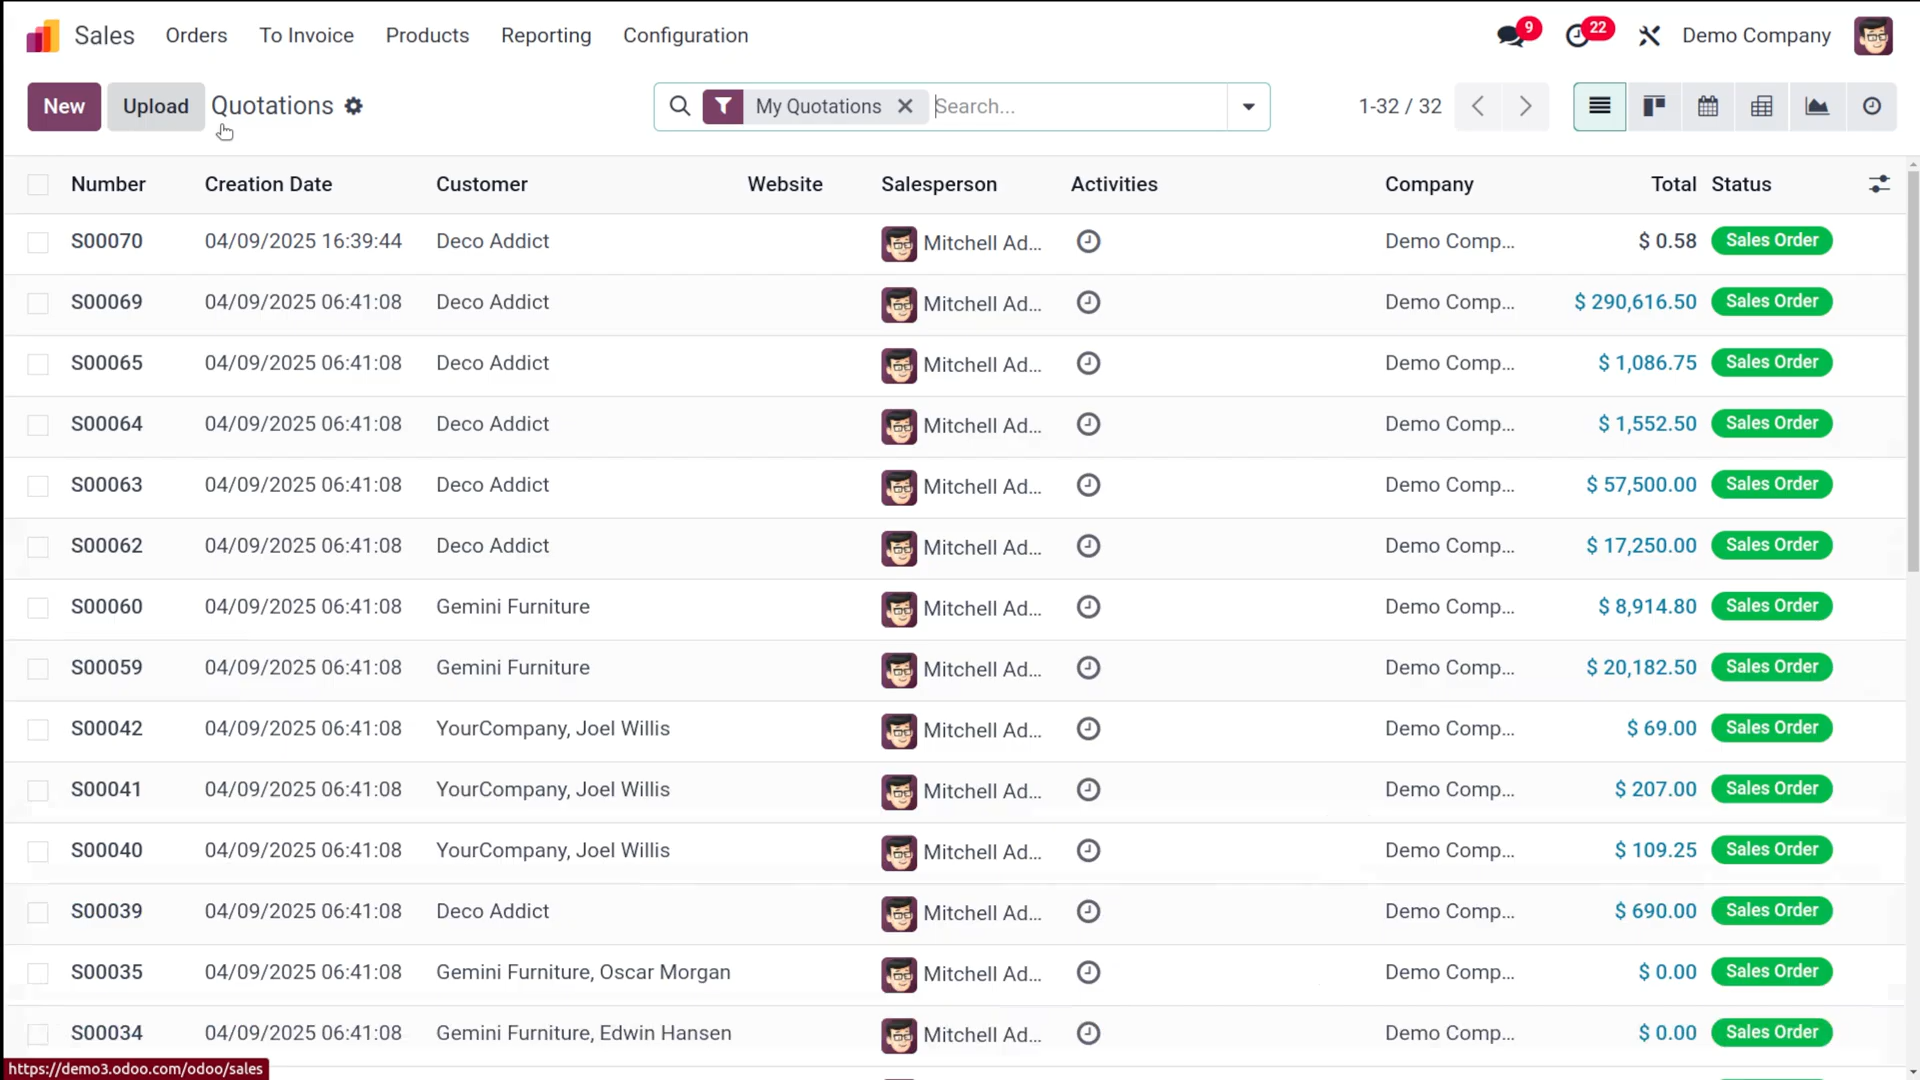 Sales Orders To Invoice Products Reporting Configuration 9 22 Demo Company
New Upload Quotations My Quotations Search... 1-32 / 32
Number Creation Date Customer Website Salesperson Activities Company Total Status
S00070 04/09/2025 16:39:44 Deco Addict Mitchell Ad... Demo Comp... $ 0.58 Sales Order
S00069 04/09/2025 06:41:08 Deco Addict Mitchell Ad... Demo Comp... $ 290,616.50 Sales Order
S00065 04/09/2025 06:41:08 Deco Addict Mitchell Ad... Demo Comp... $ 1,086.75 Sales Order
S00064 04/09/2025 06:41:08 Deco Addict Mitchell Ad... Demo Comp... $ 1,552.50 Sales Order
S00063 04/09/2025 06:41:08 Deco Addict Mitchell Ad... Demo Comp... $ 57,500.00 Sales Order
S00062 04/09/2025 06:41:08 Deco Addict Mitchell Ad... Demo Comp... $ 17,250.00 Sales Order
S00060 04/09/2025 06:41:08 Gemini Furniture Mitchell Ad... Demo Comp... $ 8,914.80 Sales Order
S00059 04/09/2025 06:41:08 Gemini Furniture Mitchell Ad... Demo Comp... $ 20,182.50 Sales Order
S00042 04/09/2025 06:41:08 YourCompany, Joel Willis Mitchell Ad... Demo Comp... $ 69.00 Sales Order
S00041 04/09/2025 06:41:08 YourCompany, Joel Willis Mitchell Ad... Demo Comp... $ 207.00 Sales Order
S00040 04/09/2025 06:41:08 YourCompany, Joel Willis Mitchell Ad... Demo Comp... $ 109.25 Sales Order
S00039 04/09/2025 06:41:08 Deco Addict Mitchell Ad... Demo Comp... $ 690.00 Sales Order
S00035 04/09/2025 06:41:08 Gemini Furniture, Oscar Morgan Mitchell Ad... Demo Comp... $ 0.00 Sales Order
S00034 04/09/2025 06:41:08 Gemini Furniture, Edwin Hansen Mitchell Ad... Demo Comp... $ 0.00 Sales Order
https://demo3.odoo.com/odoo/sales